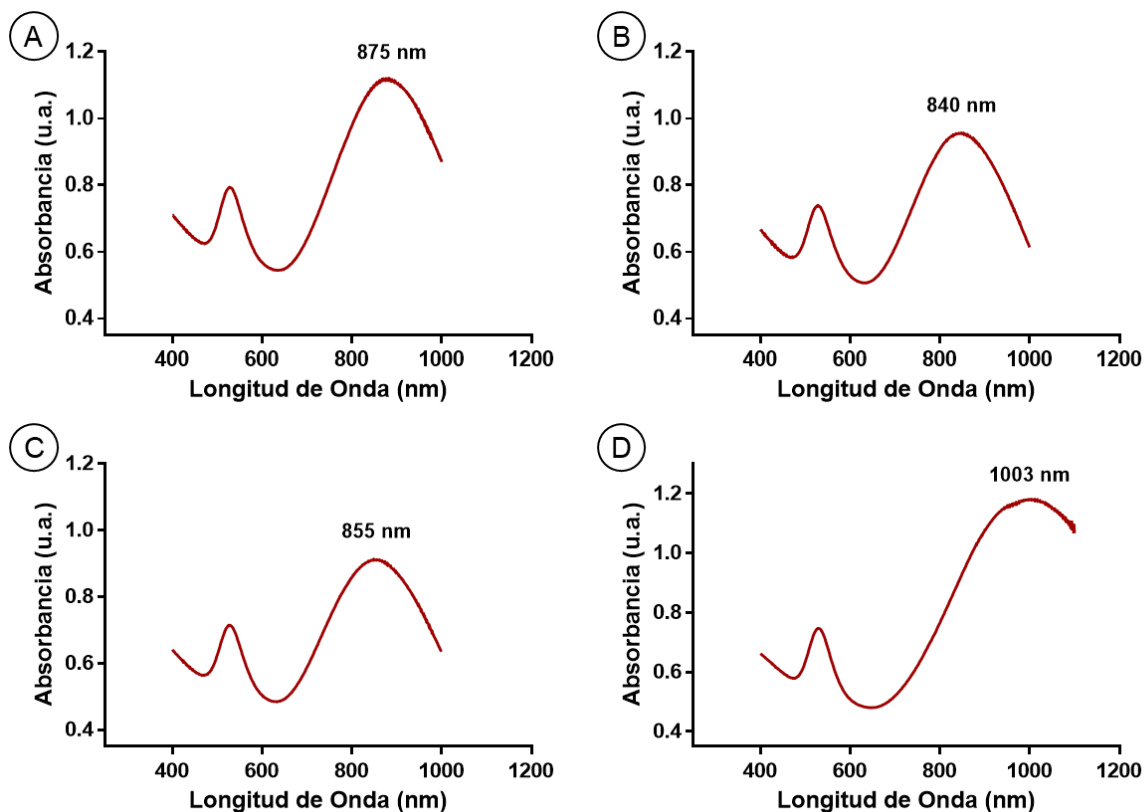 A
875 nm
Absorbancia (u.a.)
1.2
1.0
0.8
0.6
0.4
400 600 800 1000 1200
Longitud de Onda (nm)
B
840 nm
Absorbancia (u.a.)
1.2
1.0
0.8
0.6
0.4
400 600 800 1000 1200
Longitud de Onda (nm)
C
855 nm
Absorbancia (u.a.)
1.2
1.0
0.8
0.6
0.4
400 600 800 1000 1200
Longitud de Onda (nm)
D
1003 nm
Absorbancia (u.a.)
1.2
1.0
0.8
0.6
0.4
400 600 800 1000 1200
Longitud de Onda (nm)